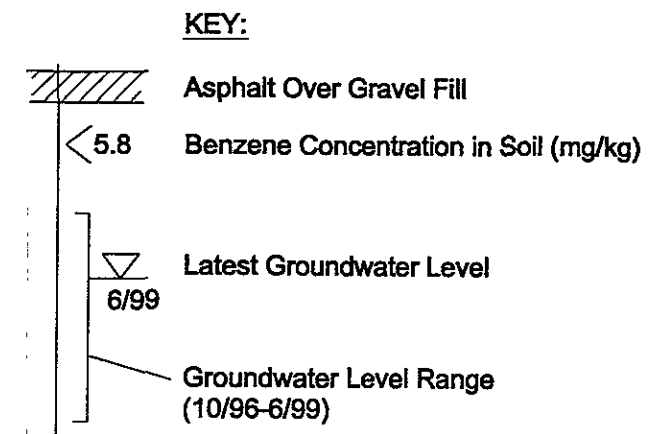 KEY:
Asphalt Over Gravel Fill
5.8 Benzene Concentration in Soil (mg/kg)
Latest Groundwater Level
6/99
Groundwater Level Range
(10/96-6/99)